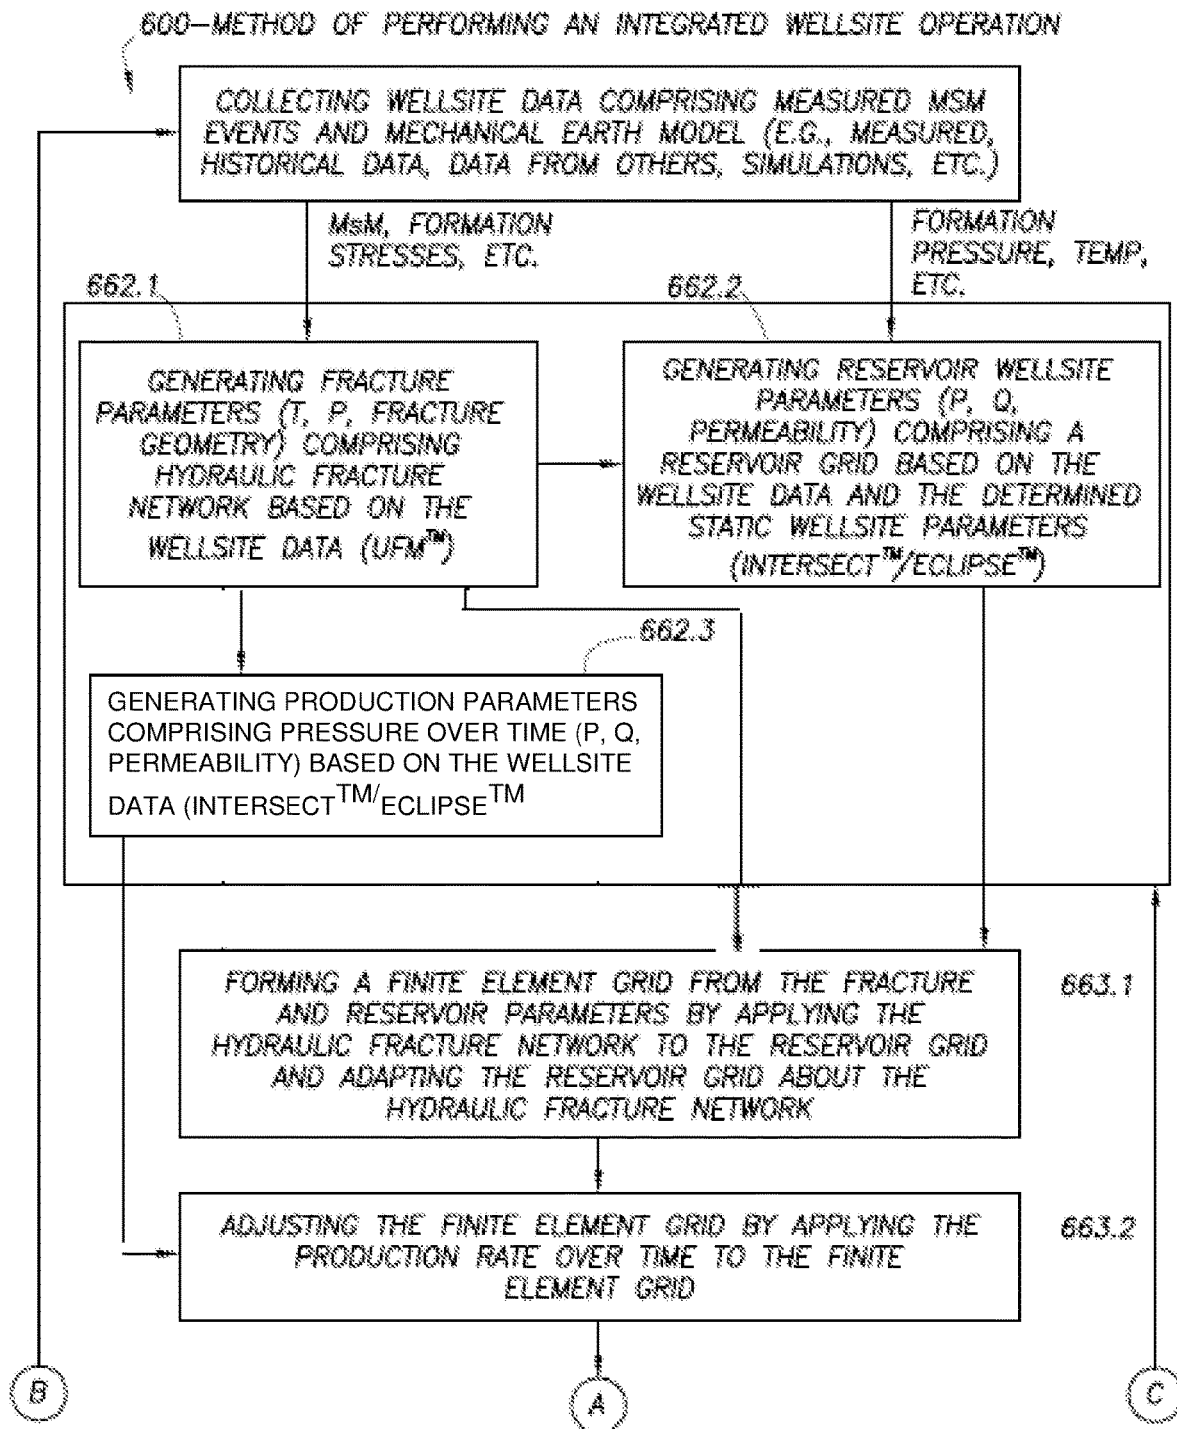 600-METHOD OF PERFORMING AN INTEGRATED WELLSITE OPERATION
COLLECTING WELLSITE DATA COMPRISING MEASURED MSM
EVENTS AND MECHANICAL EARTH MODEL (E.G., MEASURED,
HISTORICAL DATA, DATA FROM OTHERS, SIMULATIONS, ETC.)
MsM, FORMATION
STRESSES, ETC.
FORMATION
PRESSURE, TEMP,
ETC.
662.1
662.2
GENERATING FRACTURE
PARAMETERS (T, P, FRACTURE
GEOMETRY) COMPRISING
HYDRAULIC FRACTURE
NETWORK BASED ON THE
WELLSITE DATA (UFM™)
GENERATING RESERVOIR WELLSITE
PARAMETERS (P, Q,
PERMEABILITY) COMPRISING A
RESERVOIR GRID BASED ON THE
WELLSITE DATA AND THE DETERMINED
STATIC WELLSITE PARAMETERS
(INTERSECT™/ECLIPSE™)
662.3
GENERATING PRODUCTION PARAMETERS
COMPRISING PRESSURE OVER TIME (P, Q,
PERMEABILITY) BASED ON THE WELLSITE
DATA (INTERSECT™/ECLIPSE™
FORMING A FINITE ELEMENT GRID FROM THE FRACTURE
AND RESERVOIR PARAMETERS BY APPLYING THE
HYDRAULIC FRACTURE NETWORK TO THE RESERVOIR GRID
AND ADAPTING THE RESERVOIR GRID ABOUT THE
HYDRAULIC FRACTURE NETWORK
663.1
ADJUSTING THE FINITE ELEMENT GRID BY APPLYING THE
PRODUCTION RATE OVER TIME TO THE FINITE
ELEMENT GRID
663.2
B
A
C